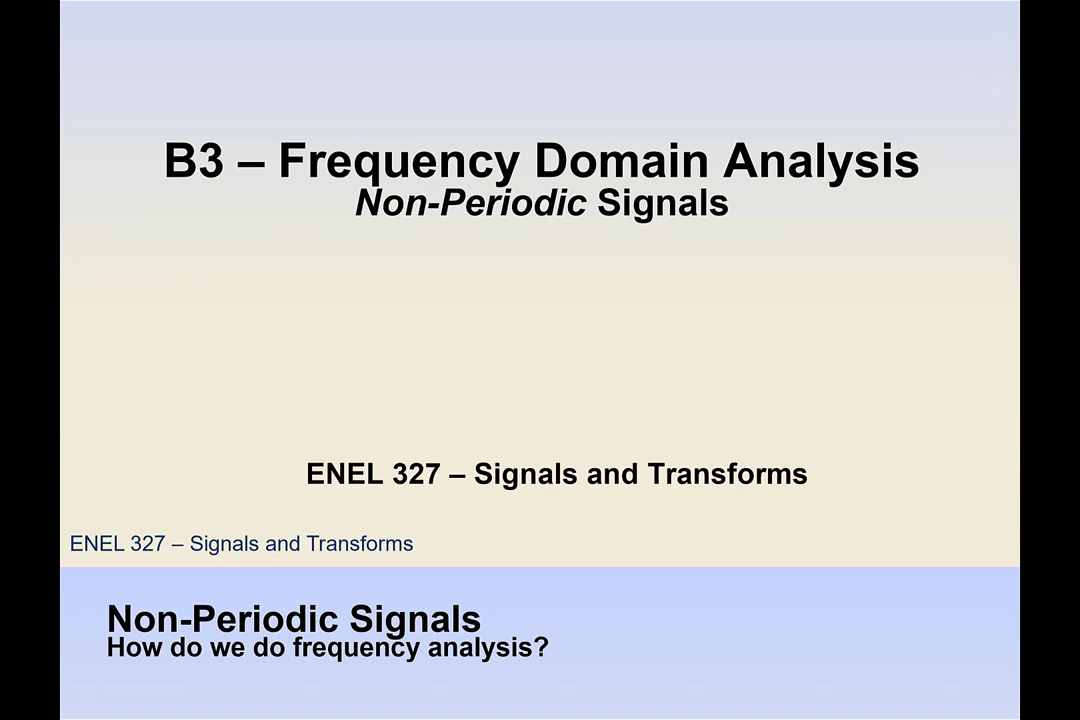 B3 – Frequency Domain Analysis
Non-Periodic Signals
ENEL 327 – Signals and Transforms
ENEL 327 – Signals and Transforms
Non-Periodic Signals
How do we do frequency analysis?